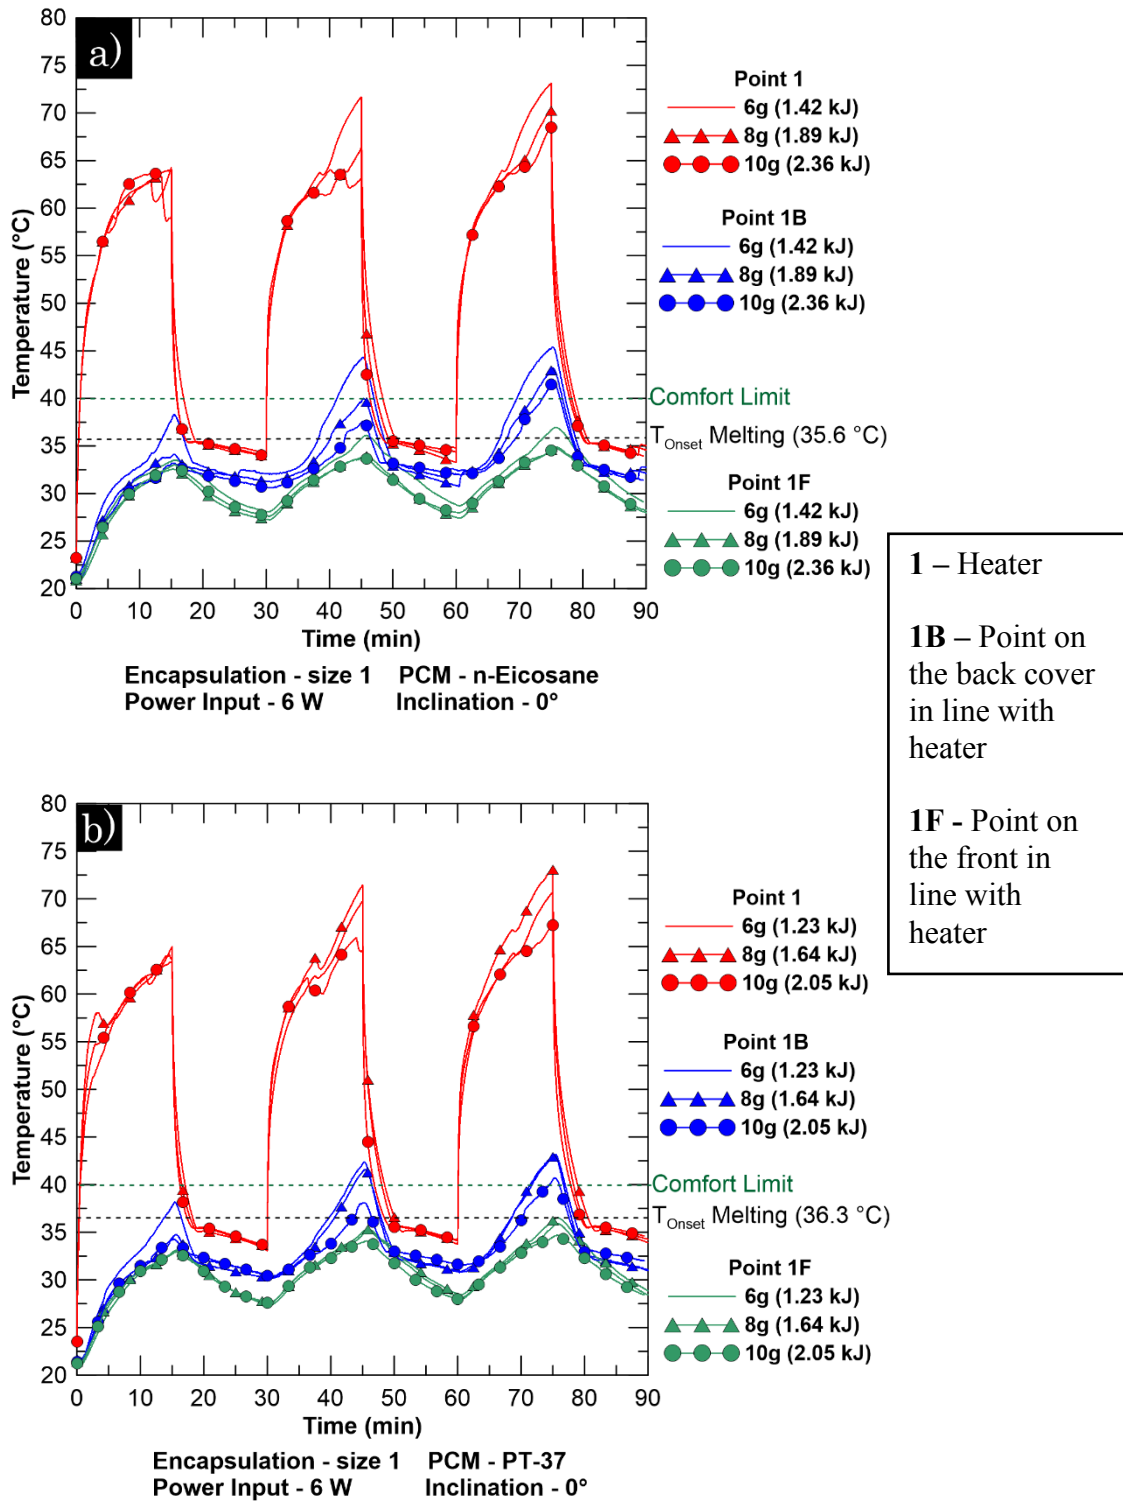 80
75
70
65
60
55
50
45
40
35
30
25
20
Temperature (°C)
a)
0 10 20 30 40 50 60 70 80 90
Time (min)
Point 1
6g (1.42 kJ)
8g (1.89 kJ)
10g (2.36 kJ)
Point 1B
6g (1.42 kJ)
8g (1.89 kJ)
10g (2.36 kJ)
Comfort Limit
TOnset Melting (35.6 °C)
Point 1F
6g (1.42 kJ)
8g (1.89 kJ)
10g (2.36 kJ)
Encapsulation - size 1 PCM - n-Eicosane
Power Input - 6 W Inclination - 0°
1 – Heater
1B – Point on
the back cover
in line with
heater
1F - Point on
the front in
line with
heater
80
75
70
65
60
55
50
45
40
35
30
25
20
Temperature (°C)
b)
0 10 20 30 40 50 60 70 80 90
Time (min)
Point 1
6g (1.23 kJ)
8g (1.64 kJ)
10g (2.05 kJ)
Point 1B
6g (1.23 kJ)
8g (1.64 kJ)
10g (2.05 kJ)
Comfort Limit
TOnset Melting (36.3 °C)
Point 1F
6g (1.23 kJ)
8g (1.64 kJ)
10g (2.05 kJ)
Encapsulation - size 1 PCM - PT-37
Power Input - 6 W Inclination - 0°